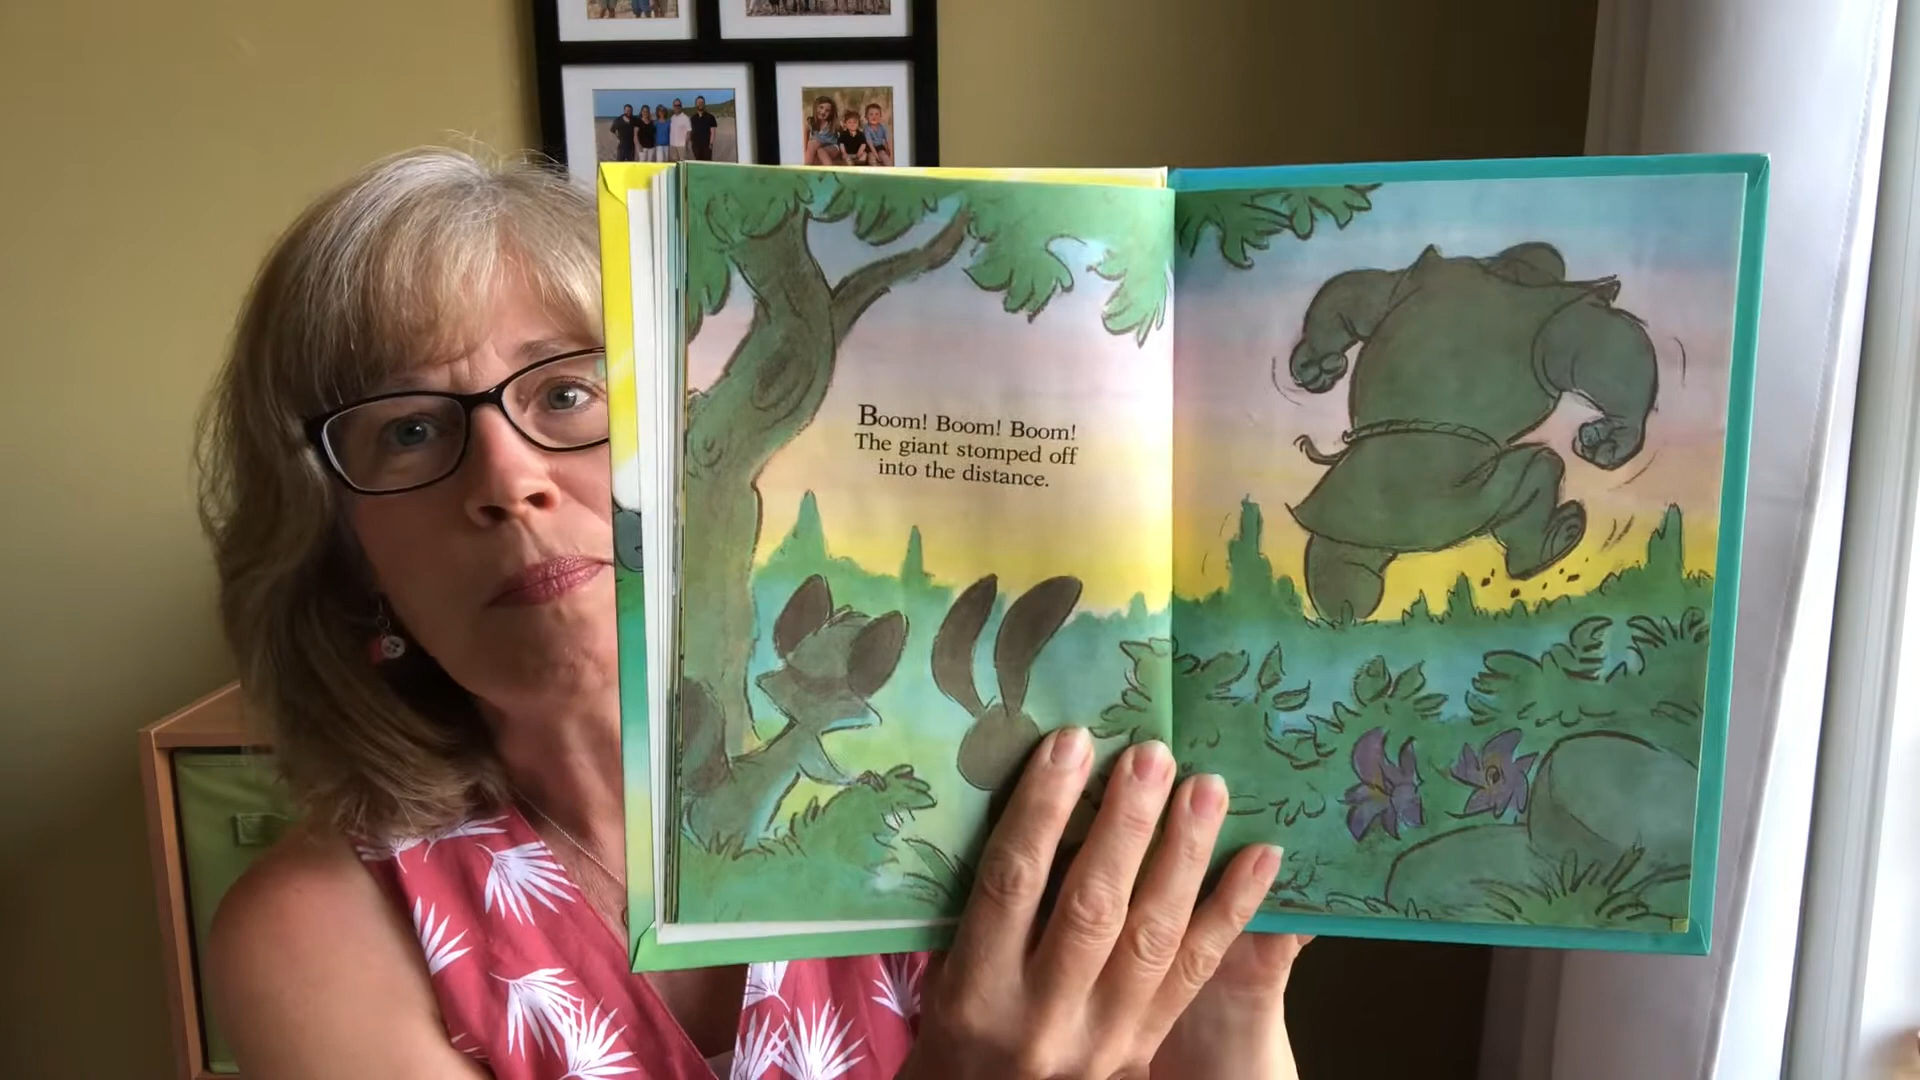 Boom! Boom! Boom!
The giant stomped off
into the distance.